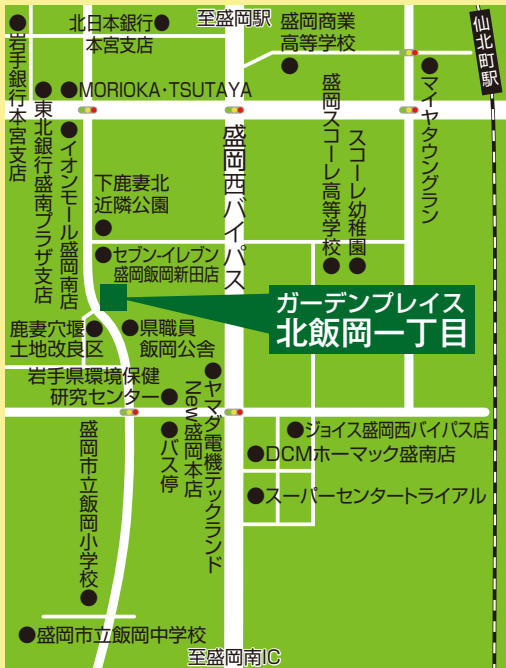 北日本銀行
本宮支店
至盛岡駅
盛岡商業
高等学校
仙北町駅
岩手銀行本宮支店
MORIOKA・TSUTAYA
東北銀行盛南プラザ支店
イオンモール盛岡南店
盛岡西バイパス
盛岡スコーレ高等学校
スコーレ幼稚園
マイヤタウングラン
下鹿妻北
近隣公園
セブン-イレブン
盛岡飯岡新田店
ガーデンプレイス
北飯岡一丁目
鹿妻穴堰
土地改良区
県職員
飯岡公舎
岩手県環境保健
研究センター
ヤマダ電機テックランド
New盛岡本店
バス停
盛岡市立飯岡小学校
ジョイス盛岡西バイパス店
DCMホーマック盛南店
スーパーセンタートライアル
盛岡市立飯岡中学校
至盛岡南IC